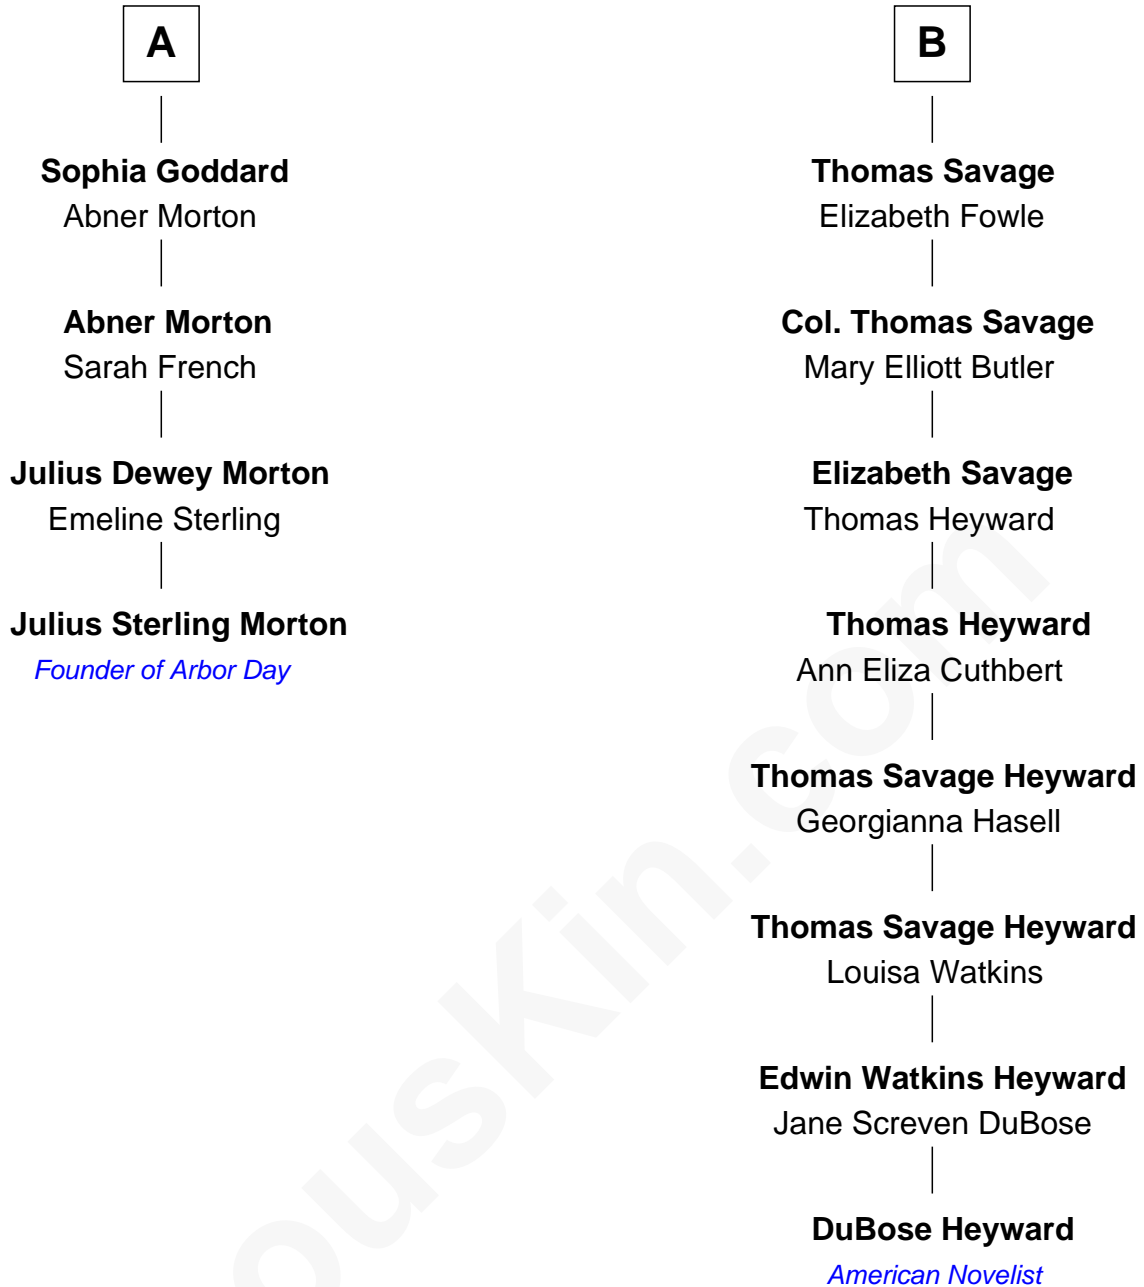 A
Sophia Goddard
Abner Morton
Abner Morton
Sarah French
Julius Dewey Morton
Emeline Sterling
Julius Sterling Morton
Founder of Arbor Day
B
Thomas Savage
Elizabeth Fowle
Col. Thomas Savage
Mary Elliott Butler
Elizabeth Savage
Thomas Heyward
Thomas Heyward
Ann Eliza Cuthbert
Thomas Savage Heyward
Georgianna Hasell
Thomas Savage Heyward
Louisa Watkins
Edwin Watkins Heyward
Jane Screven DuBose
DuBose Heyward
American Novelist
ousKin.com